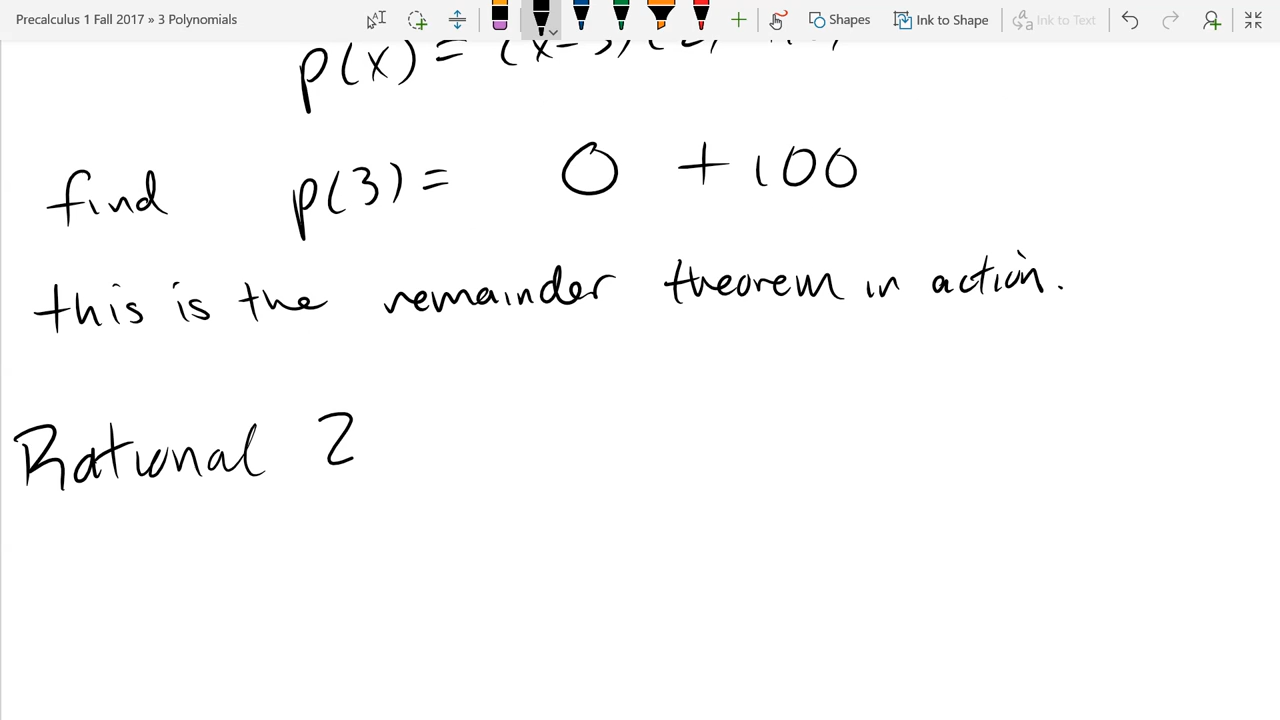 Precalculus 1 Fall 2017 » 3 Polynomials
Shapes
Ink to Shape
Ink to Text
p(x) = (x-3)
find p(3) = 0 + 100
this is the remainder theorem in action.
Rational Z